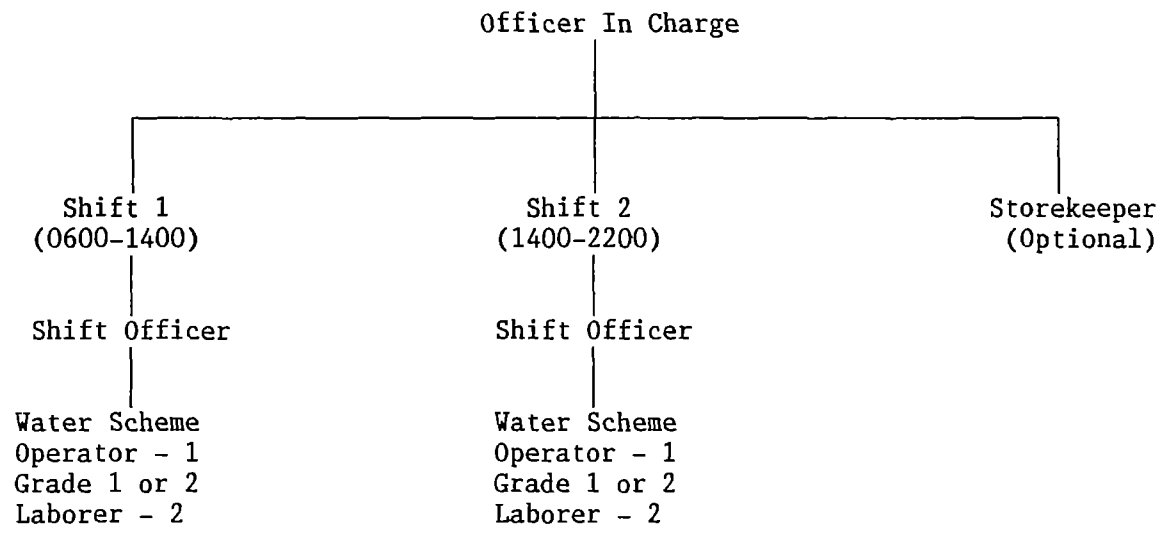 Officer In Charge
Shift 1
(0600-1400)
Shift Officer
Water Scheme
Operator - 1
Grade 1 or 2
Laborer - 2
Shift 2
(1400-2200)
Shift Officer
Water Scheme
Operator - 1
Grade 1 or 2
Laborer - 2
Storekeeper
(Optional)